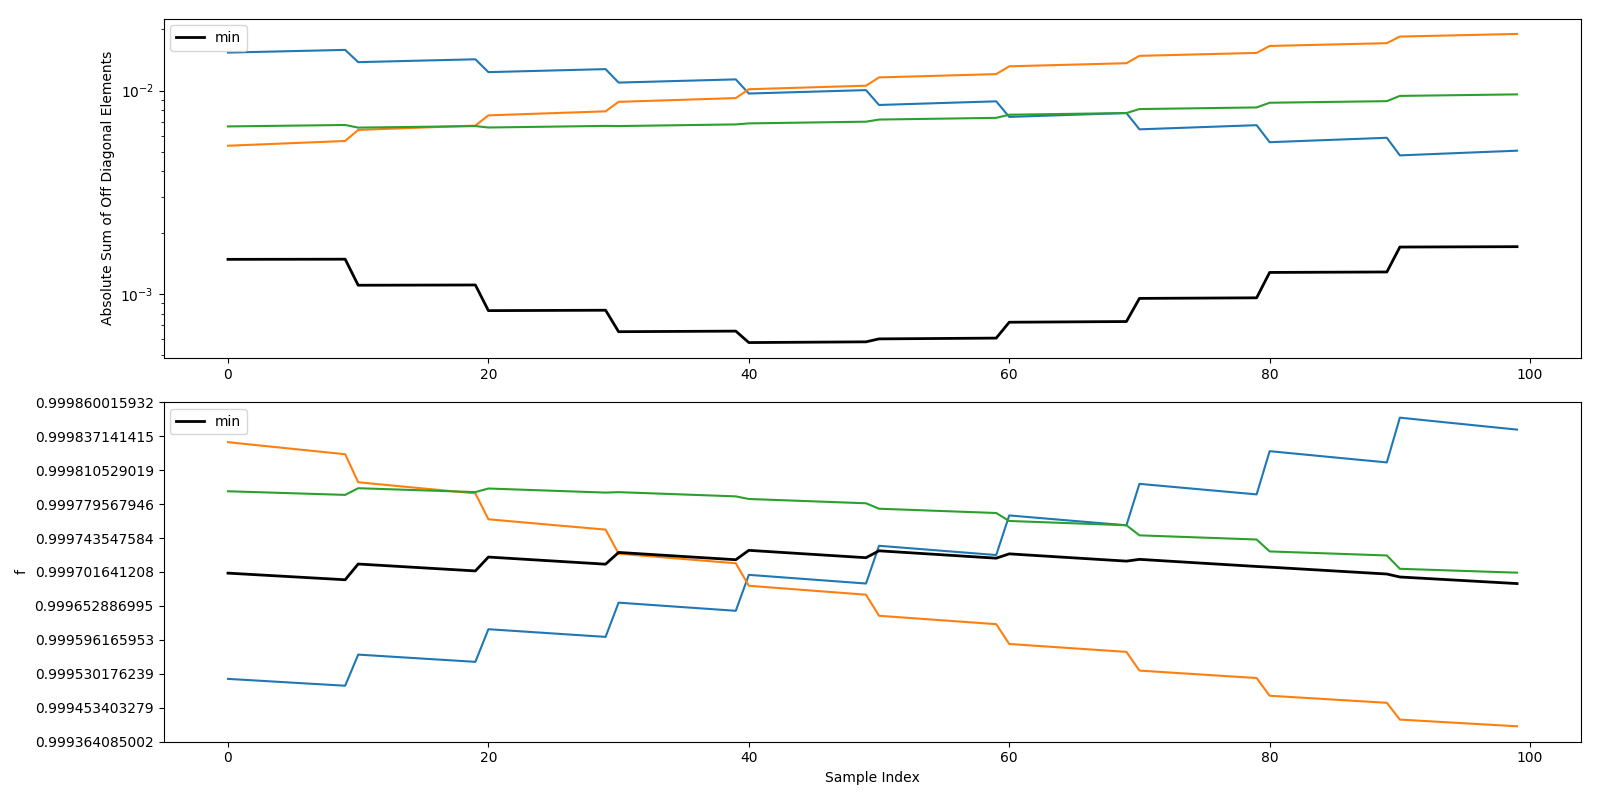 min
Absolute Sum of Off Diagonal Elements
10⁻²
10⁻³
0 20 40 60 80 100
min
f
0.999860015932
0.999837141415
0.999810529019
0.999779567946
0.999743547584
0.999701641208
0.999652886995
0.999596165953
0.999530176239
0.999453403279
0.999364085002
0 20 40 60 80 100
Sample Index